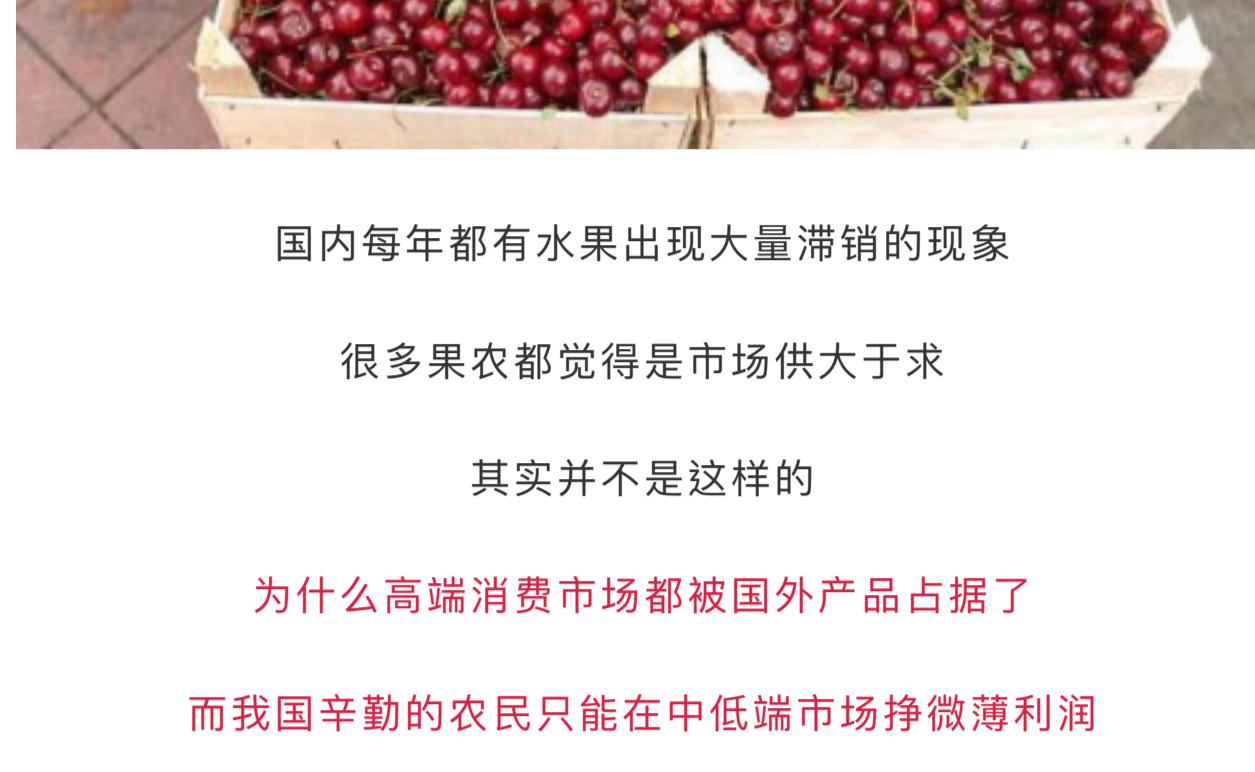 国内每年都有水果出现大量滞销的现象
很多果农都觉得是市场供大于求
其实并不是这样的
为什么高端消费市场都被国外产品占据了
而我国辛勤的农民只能在中低端市场挣微薄利润